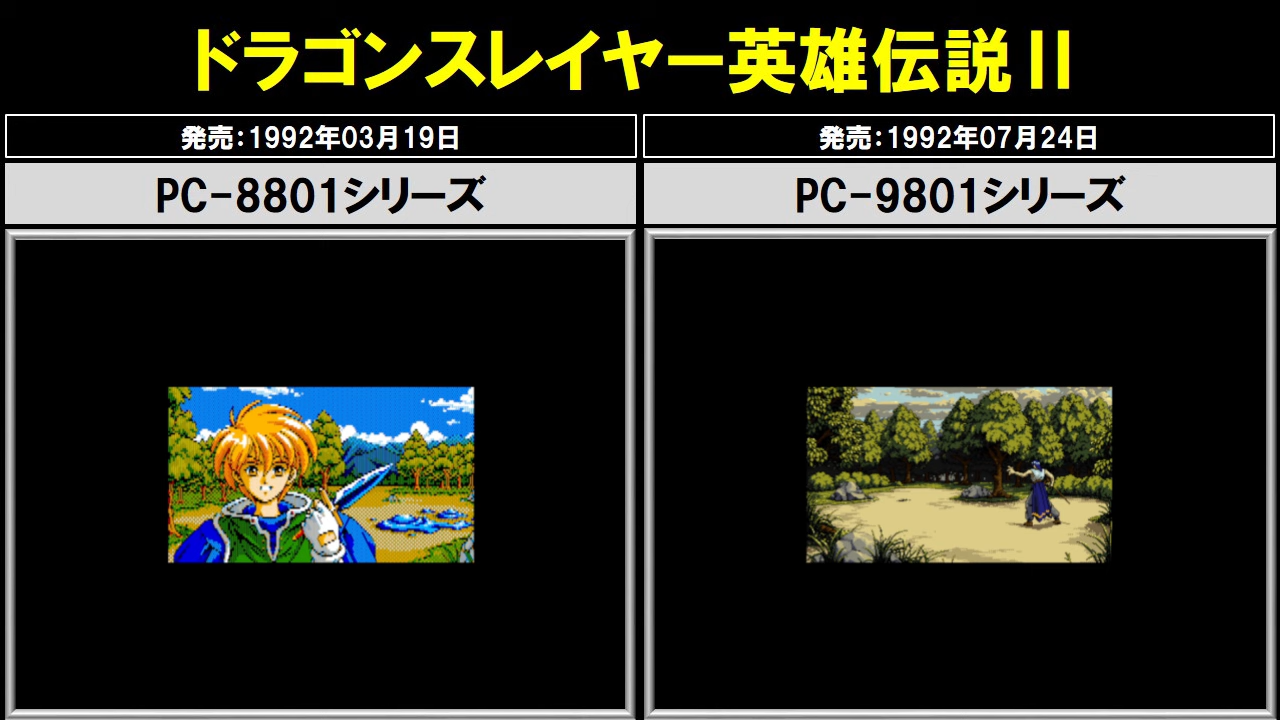 ドラゴンスレイヤー英雄伝説Ⅱ
発売:1992年03月19日
発売:1992年07月24日
PC-8801シリーズ
PC-9801シリーズ